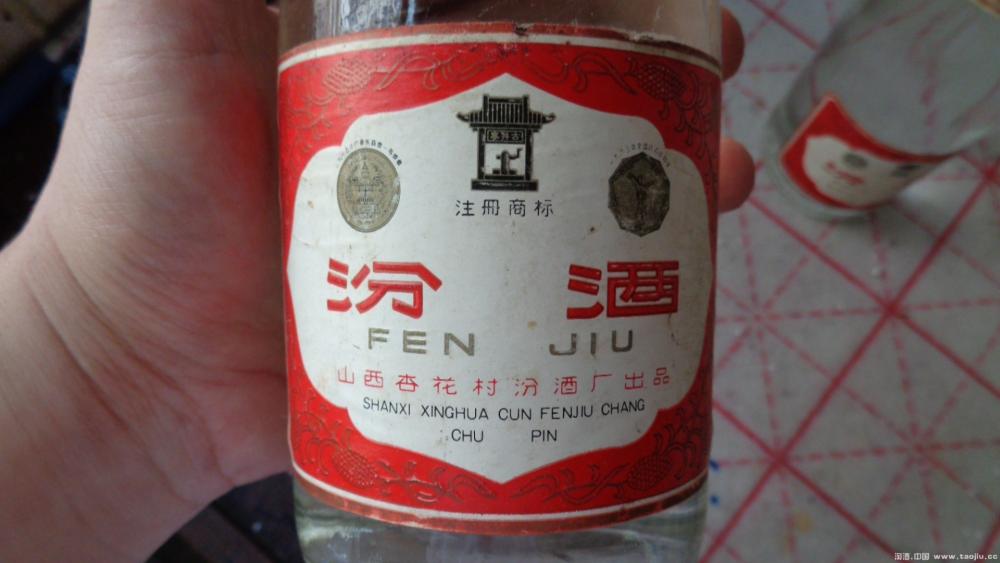 注册商标
汾酒
FEN JIU
山西杏花村汾酒厂出品
SHANXI XINGHUA CUN FENJIU CHANG
CHU PIN
淘酒.中国 www.taojiu.cc